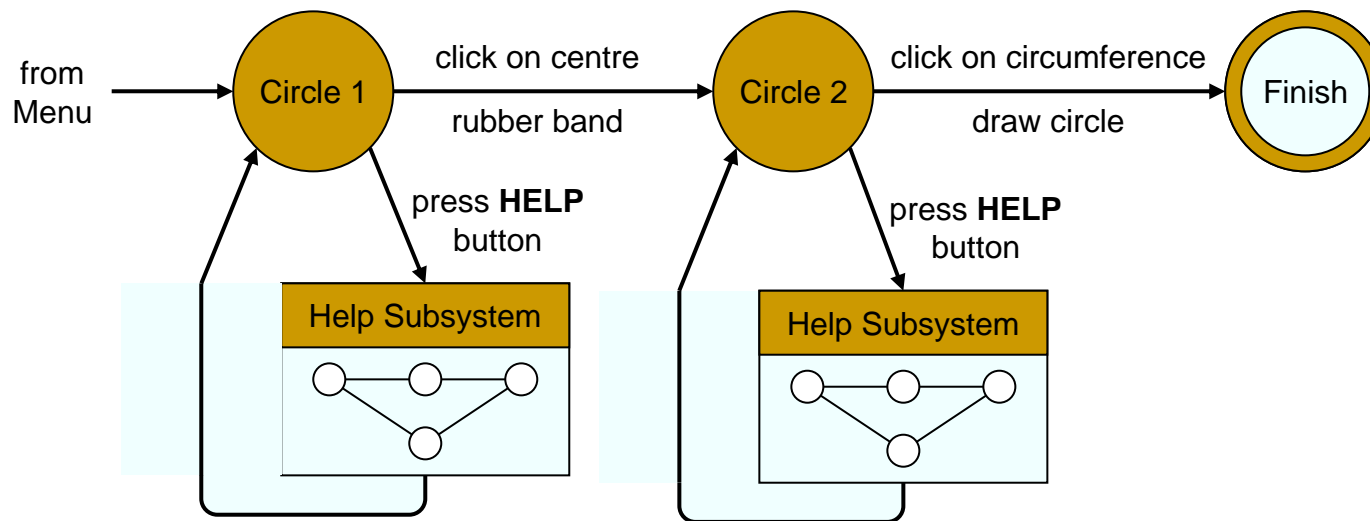 from
Menu
Circle 1
click on centre
rubber band
Circle 2
click on circumference
draw circle
Finish
press HELP
button
press HELP
button
Help Subsystem
Help Subsystem